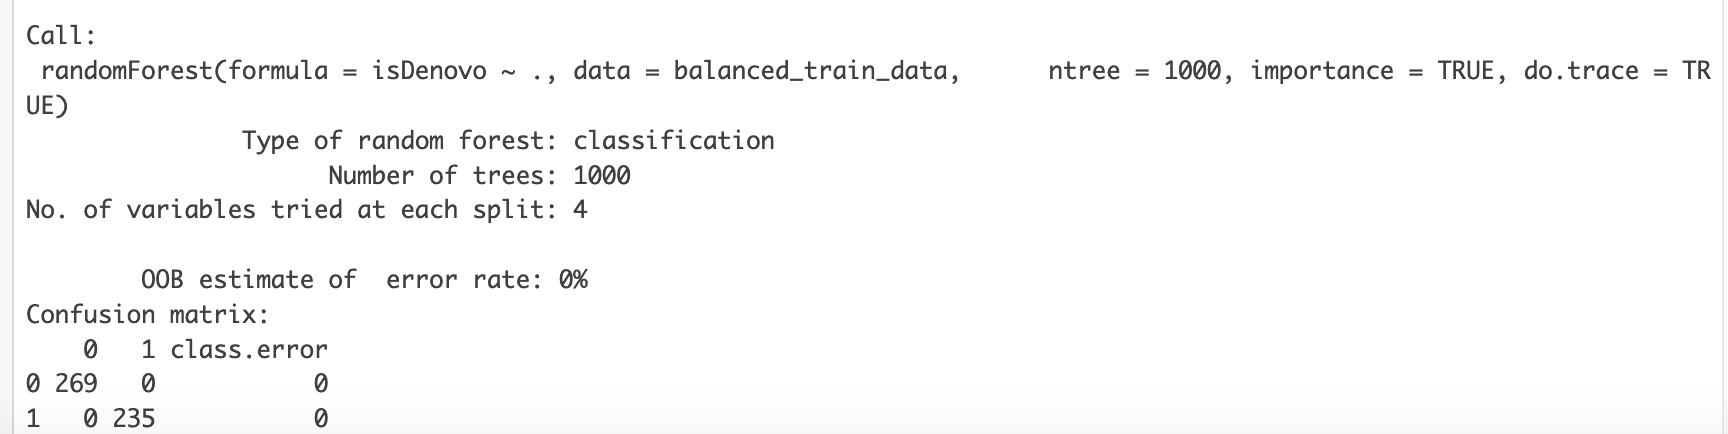 Call:
 randomForest(formula = isDenovo ~ ., data = balanced_train_data,      ntree = 1000, importance = TRUE, do.trace = TR
UE)
               Type of random forest: classification
                     Number of trees: 1000
No. of variables tried at each split: 4

        OOB estimate of  error rate: 0%
Confusion matrix:
    0   1 class.error
0 269   0           0
1   0 235           0